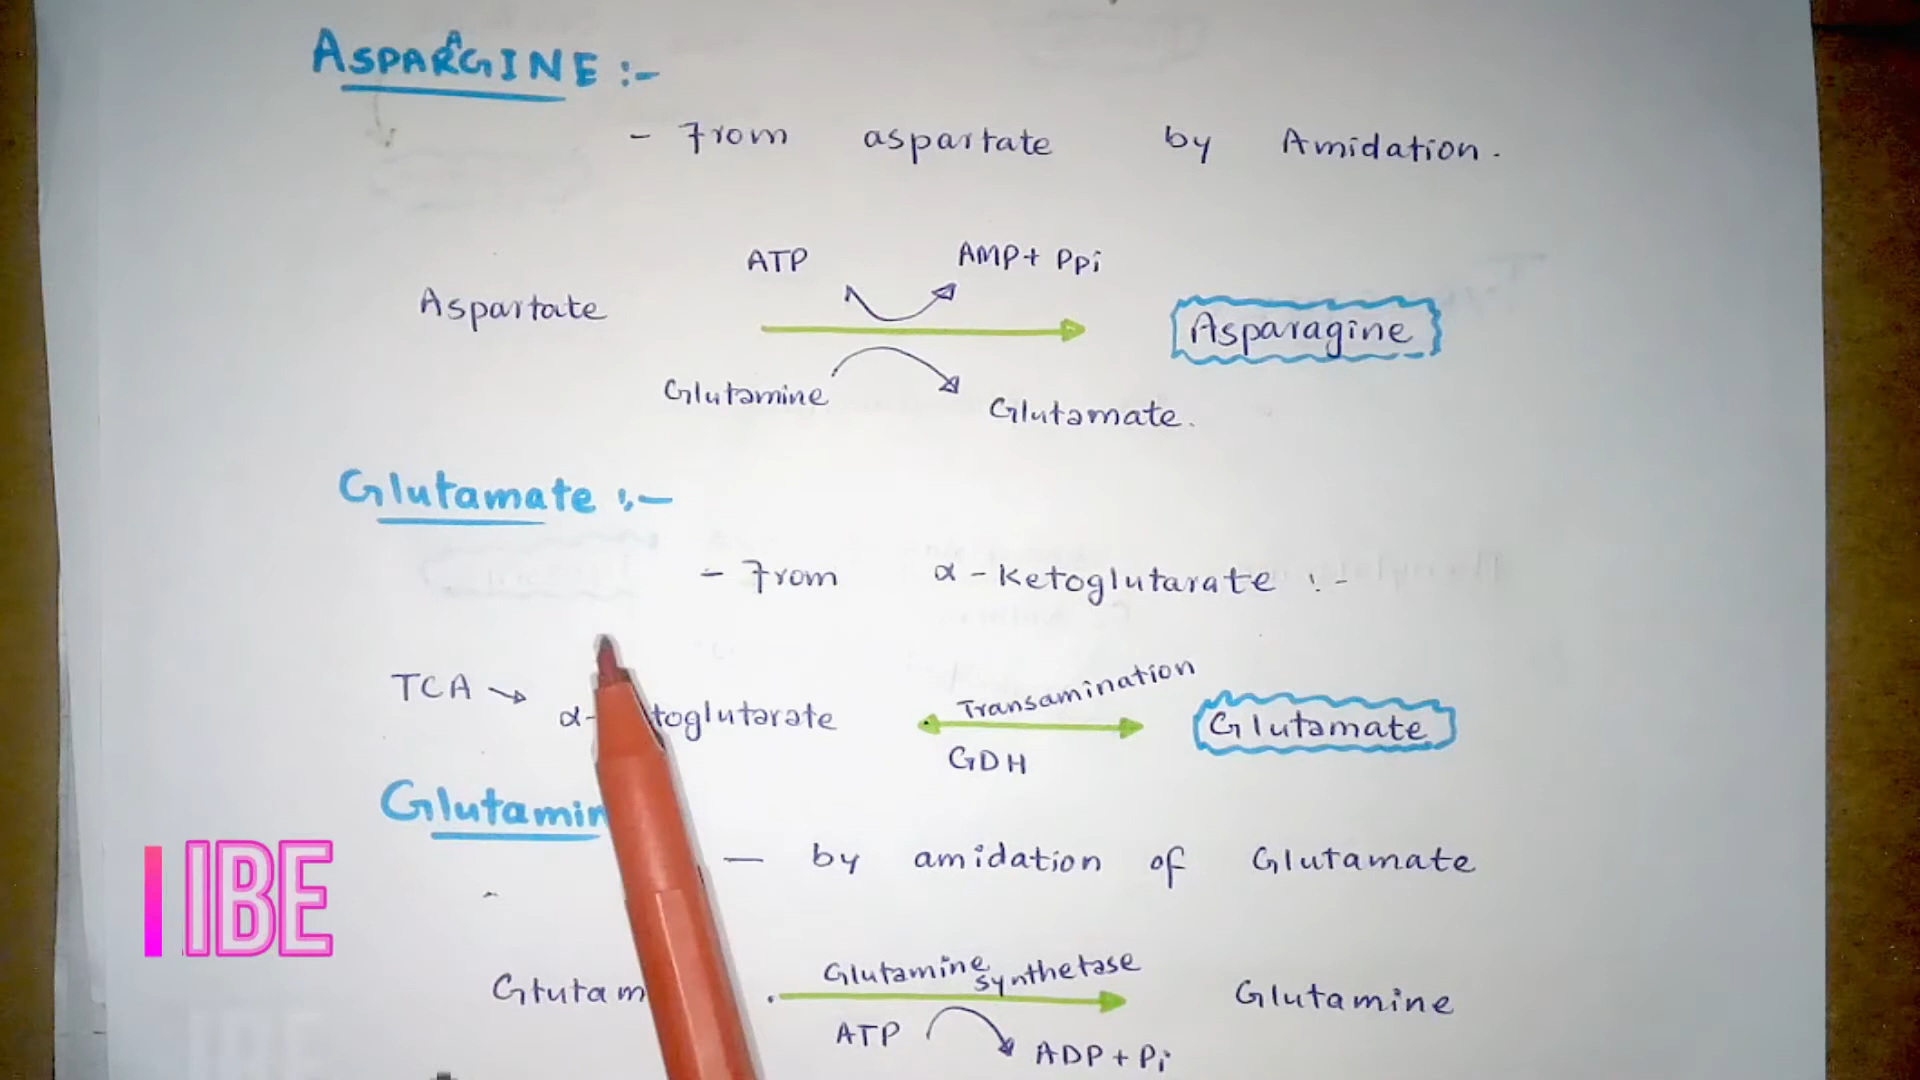 ASPARAGINE :-
- From aspartate by Amidation.
ATP AMP + PPi
Aspartate Asparagine
Glutamine Glutamate.
Glutamate :-
- From α - Ketoglutarate :-
TCA → Transamination
α- toglutarate Glutamate
GDH
Glutamin
— by amidation of Glutamate
IBE
Glutamine synthetase
Glutam Glutamine
ATP ADP + Pi